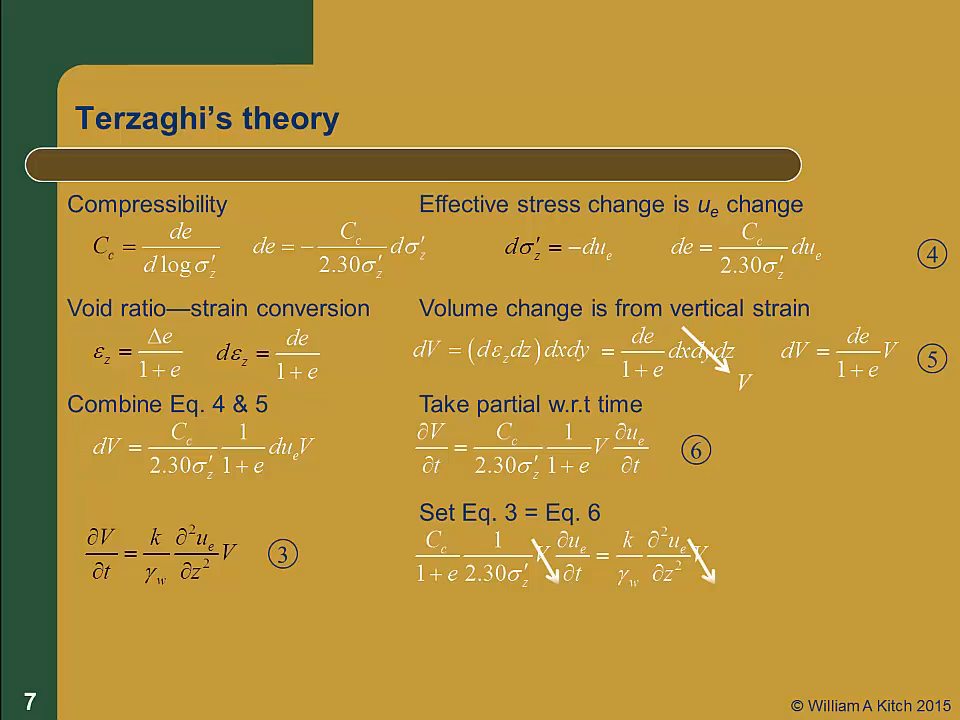 Terzaghi's theory
Compressibility
C_c = de / (d log σ′_z)    de = − C_c / (2.30σ′_z) dσ′_z
Effective stress change is u_e change
dσ′_z = −du_e    de = C_c / (2.30σ′_z) du_e    ④
Void ratio—strain conversion
ε_z = Δe / (1 + e)    dε_z = de / (1 + e)
Volume change is from vertical strain
dV = (dε_z dz) dxdy = de / (1 + e) dxdydz    V    dV = de / (1 + e) V    ⑤
Combine Eq. 4 & 5
dV = C_c / (2.30σ′_z) 1 / (1 + e) du_e V
Take partial w.r.t time
∂V/∂t = C_c / (2.30σ′_z) 1 / (1 + e) V ∂u_e/∂t    ⑥
∂V/∂t = k/γ_w ∂²u_e/∂z² V    ③
Set Eq. 3 = Eq. 6
C_c / (1 + e) 1 / (2.30σ′_z) V ∂u_e/∂t = k/γ_w ∂²u_e/∂z² V
7
© William A Kitch 2015